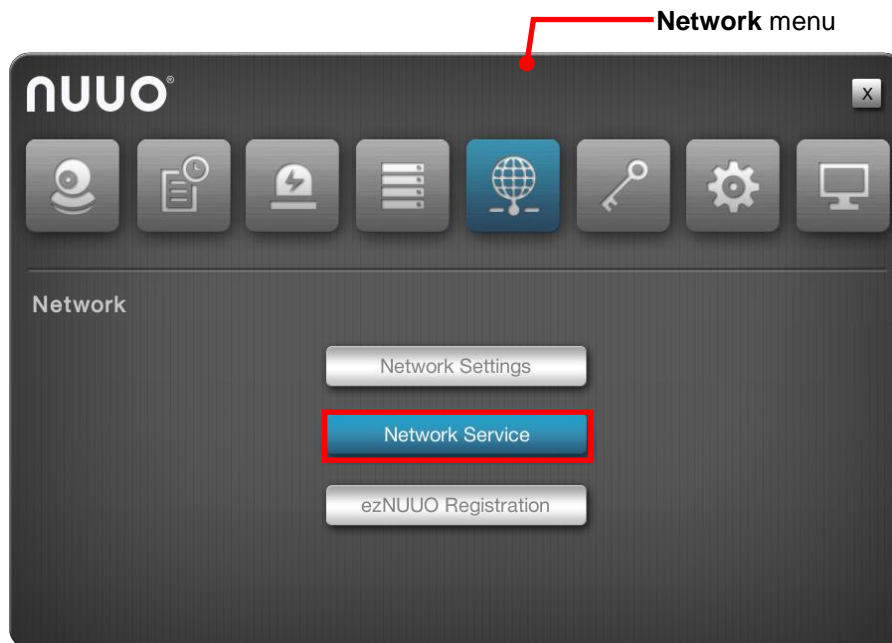 Network menu
nuuo®
X
Network
Network Settings
Network Service
ezNUUO Registration